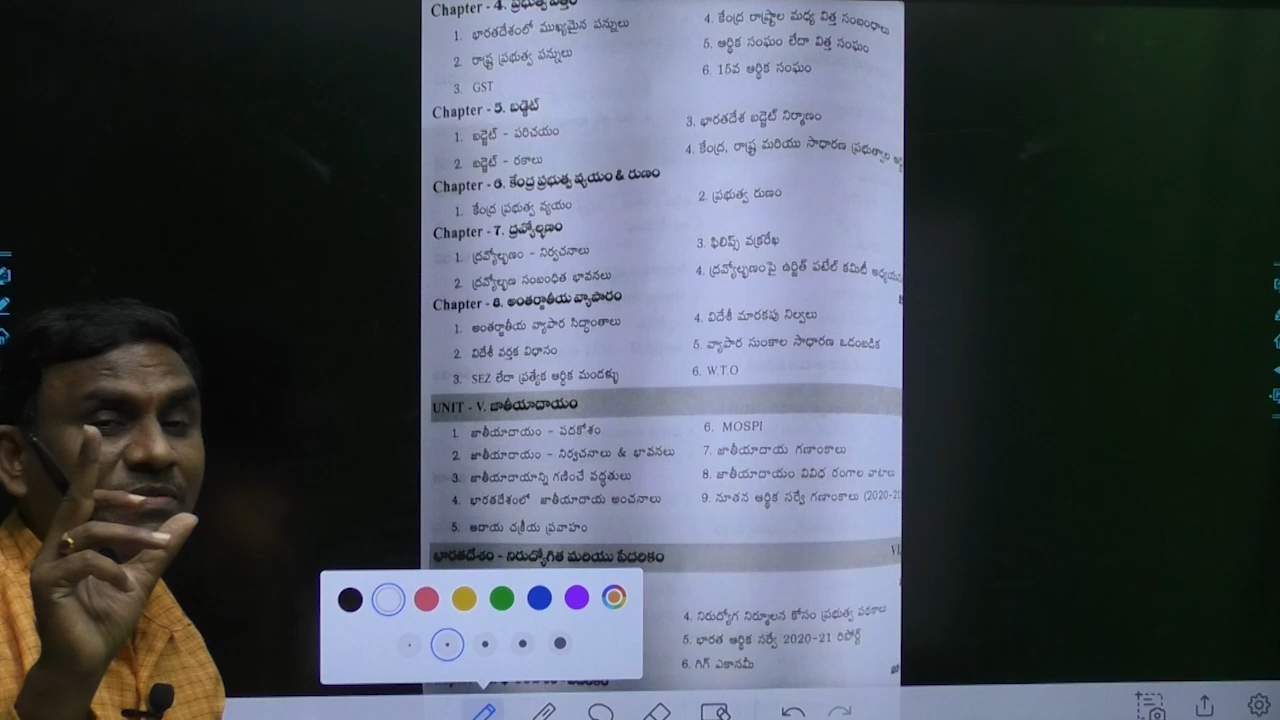 Chapter - 4. ప్రభుత్వ విత్తం
1. భారతదేశంలో ముఖ్యమైన పన్నులు
2. రాష్ట్ర ప్రభుత్వ పన్నులు
3. GST
4. కేంద్ర రాష్ట్రాల మధ్య విత్త సంబంధాలు
5. ఆర్థిక సంఘం లేదా విత్త సంఘం
6. 15వ ఆర్థిక సంఘం
Chapter - 5. బడ్జెట్
1. బడ్జెట్ - పరిచయం
2. బడ్జెట్ - రకాలు
3. భారతదేశ బడ్జెట్ నిర్మాణం
4. కేంద్ర, రాష్ట్ర మరియు సాధారణ ప్రభుత్వాల
Chapter - 6. కేంద్ర ప్రభుత్వ వ్యయం & రుణం
1. కేంద్ర ప్రభుత్వ వ్యయం
2. ప్రభుత్వ రుణం
Chapter - 7. ద్రవ్యోల్బణం
1. ద్రవ్యోల్బణం - నిర్వచనాలు
2. ద్రవ్యోల్బణ సంబంధిత భావనలు
3. ఫిలిప్స్ వక్రరేఖ
4. ద్రవ్యోల్బణంపై ఉర్జిత్ పటేల్ కమిటీ
Chapter - 8. అంతర్జాతీయ వ్యాపారం
1. అంతర్జాతీయ వ్యాపార సిద్ధాంతాలు
2. విదేశీ వర్తక విధానం
3. SEZ లేదా ప్రత్యేక ఆర్థిక మండళ్ళు
4. విదేశీ మారకపు నిల్వలు
5. వ్యాపార సుంకాల సాధారణ ఒడంబడిక
6. W.T.O
UNIT - V. జాతీయాదాయం
1. జాతీయాదాయం - పదకోశం
2. జాతీయాదాయం - నిర్వచనాలు & భావనలు
3. జాతీయాదాయాన్ని గణించే పద్ధతులు
4. భారతదేశంలో జాతీయాదాయ అంచనాలు
5. ఆదాయ చక్రీయ ప్రవాహం
6. MOSPI
7. జాతీయాదాయ గణాంకాలు
8. జాతీయాదాయం వివిధ రంగాల వాటాలు
9. నూతన ఆర్థిక సర్వే గణాంకాలు (2020-21
భారతదేశం - నిరుద్యోగిత మరియు పేదరికం
4. నిరుద్యోగ నిర్మూలన కోసం ప్రభుత్వ పథకాలు
5. భారత ఆర్థిక సర్వే 2020-21 రిపోర్ట్
6. గిగ్ ఎకానమీ